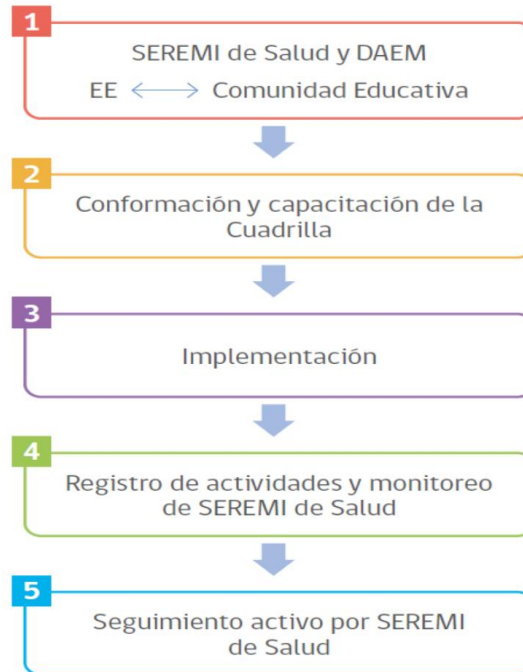 1
SEREMI de Salud y DAEM
EE ⟷ Comunidad Educativa
2
Conformación y capacitación de la
Cuadrilla
3
Implementación
4
Registro de actividades y monitoreo
de SEREMI de Salud
5
Seguimiento activo por SEREMI
de Salud